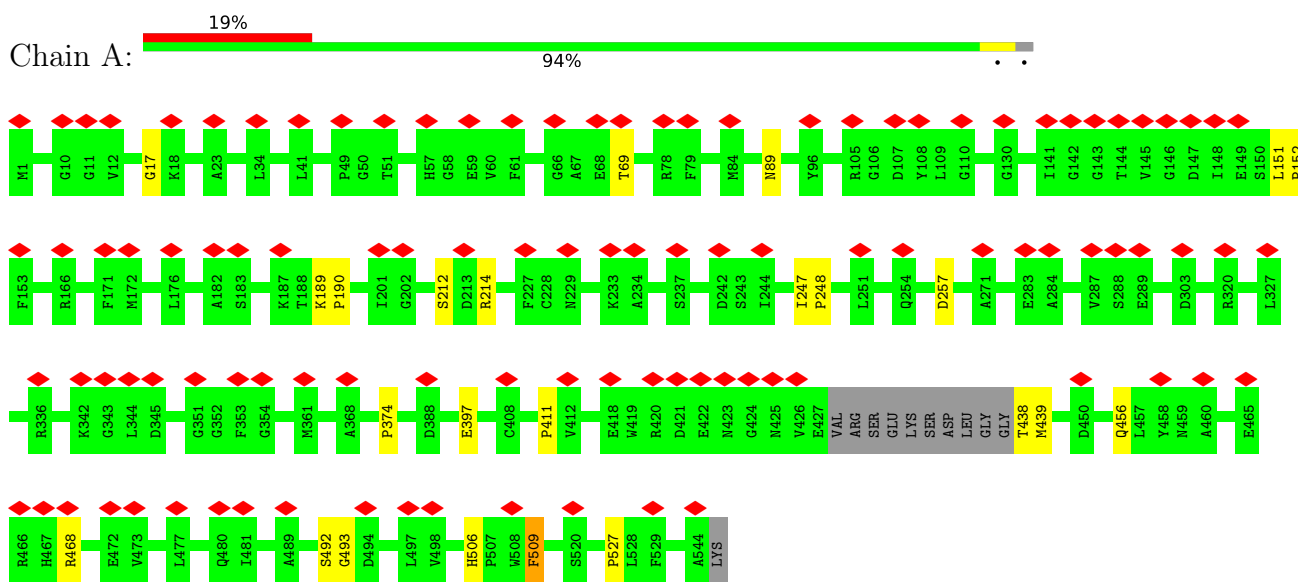 19%
Chain A:
94%
• •
M1 G10 G11 V12 G17 K18 A23 L34 L41 P49 G50 T51 H57 G58 E59 V60 F61 G66 A67 E68 T69 R78 F79 M84 N89 Y96 R105 G106 D107 Y108 L109 G110 G130 I141 G142 G143 T144 V145 G146 D147 I148 E149 S150 L151 P152
F153 R166 F171 M172 L176 A182 S183 K187 T188 K189 P190 I201 G202 S212 D213 R214 F227 C228 N229 K233 A234 S237 D242 S243 I244 I247 P248 L251 Q254 D257 A271 E283 A284 V287 S288 E289 D303 R320 L327
R336 K342 G343 L344 D345 G351 G352 F353 G354 M361 A368 P374 D388 E397 C408 P411 V412 E418 W419 R420 D421 E422 N423 G424 N425 V426 E427 VAL ARG SER GLU LYS SER ASP LEU GLY GLY T438 M439 D450 Q456 L457 Y458 N459 A460 E465
R466 H467 R468 E472 V473 L477 Q480 I481 A489 S492 G493 D494 L497 V498 H506 P507 W508 F509 S520 P527 L528 F529 A544 LYS